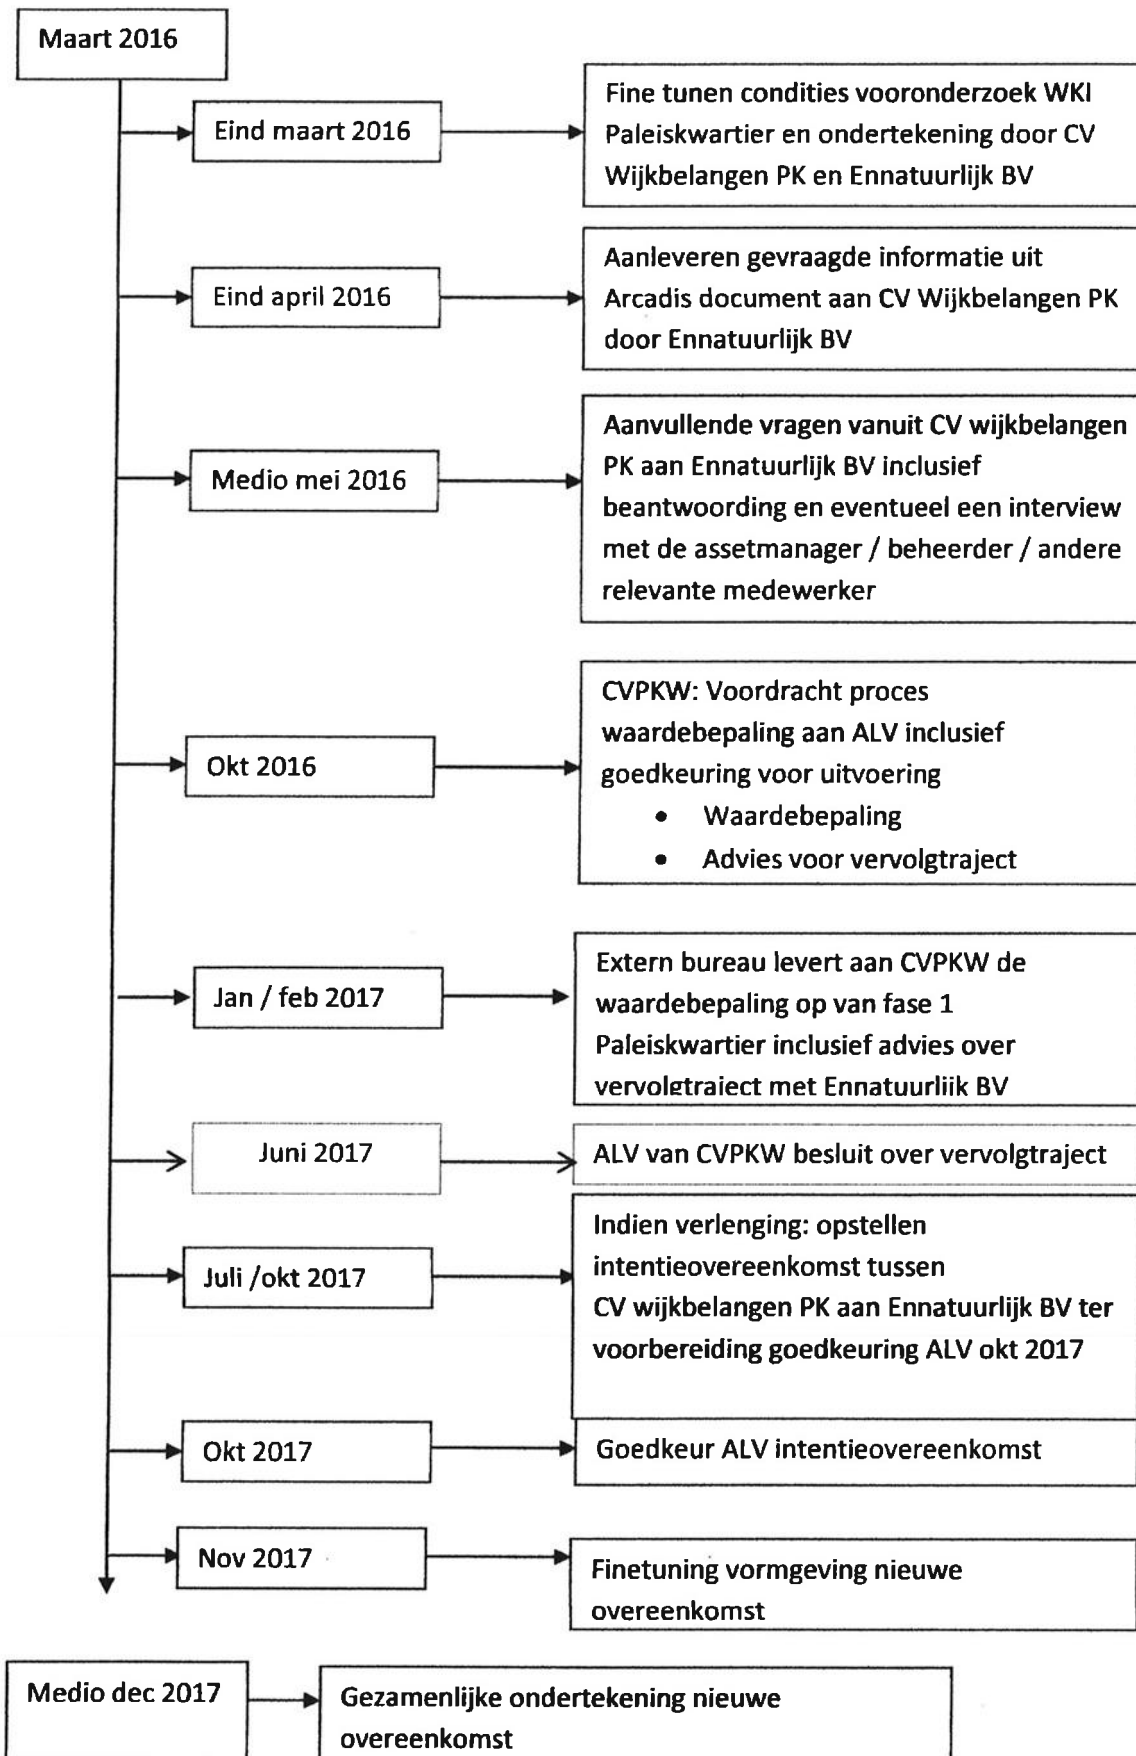 Maart 2016
Eind maart 2016
Fine tunen condities vooronderzoek WKI
Paleiskwartier en ondertekening door CV
Wijkbelangen PK en Ennatuurlijk BV
Eind april 2016
Aanleveren gevraagde informatie uit
Arcadis document aan CV Wijkbelangen PK
door Ennatuurlijk BV
Medio mei 2016
Aanvullende vragen vanuit CV wijkbelangen
PK aan Ennatuurlijk BV inclusief
beantwoording en eventueel een interview
met de assetmanager / beheerder / andere
relevante medewerker
Okt 2016
CVPKW: Voordracht proces
waardebepaling aan ALV inclusief
goedkeuring voor uitvoering
• Waardebepaling
• Advies voor vervolgtraject
Jan / feb 2017
Extern bureau levert aan CVPKW de
waardebepaling op van fase 1
Paleiskwartier inclusief advies over
vervolgtraject met Ennatuurlijk BV
Juni 2017
ALV van CVPKW besluit over vervolgtraject
Juli /okt 2017
Indien verlenging: opstellen
intentieovereenkomst tussen
CV wijkbelangen PK aan Ennatuurlijk BV ter
voorbereiding goedkeuring ALV okt 2017
Okt 2017
Goedkeur ALV intentieovereenkomst
Nov 2017
Finetuning vormgeving nieuwe
overeenkomst
Medio dec 2017
Gezamenlijke ondertekening nieuwe
overeenkomst